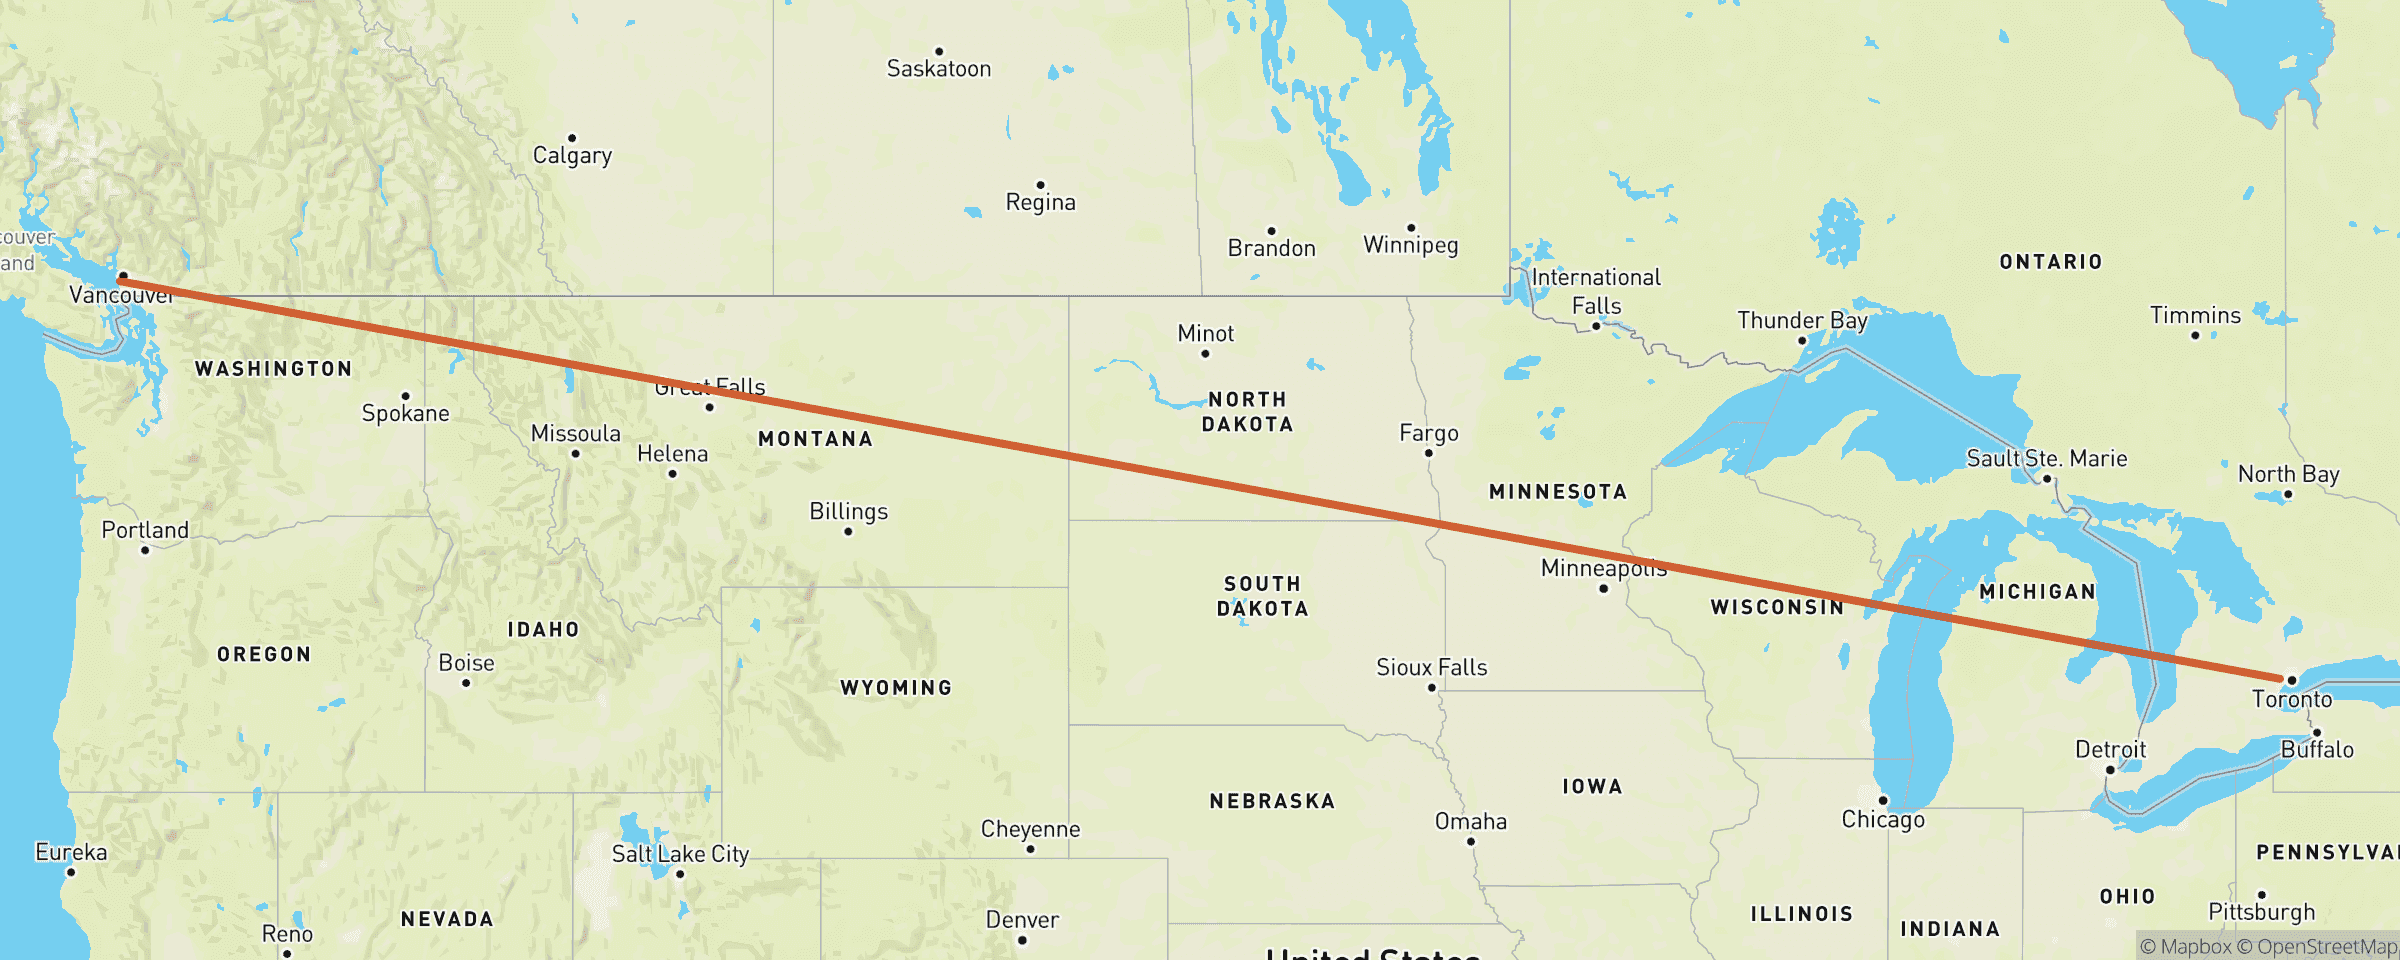 Saskatoon
Calgary
Regina
couver
and
Brandon
Winnipeg
ONTARIO
International
Falls
Vancouver
Thunder Bay
Timmins
Minot
WASHINGTON
Great Falls
NORTH
DAKOTA
Spokane
Missoula
Helena
MONTANA
Fargo
Sault Ste. Marie
North Bay
MINNESOTA
Billings
Portland
Minneapolis
SOUTH
DAKOTA
MICHIGAN
WISCONSIN
IDAHO
OREGON
Boise
Sioux Falls
WYOMING
Toronto
Detroit
Buffalo
IOWA
NEBRASKA
Chicago
Omaha
Cheyenne
Eureka
Salt Lake City
PENNSYLVA
OHIO
Pittsburgh
ILLINOIS
INDIANA
NEVADA
Denver
Reno
United States
© Mapbox © OpenStreetMap